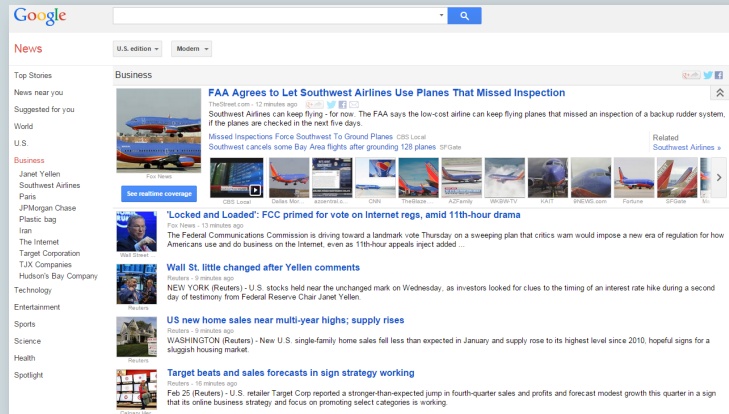 Google
News
U.S. edition
Modern
Top Stories
News near you
Suggested for you
World
U.S.
Business
Janet Yellen
Southwest Airlines
Paris
JPMorgan Chase
Plastic bag
Iran
The Internet
Target Corporation
TJX Companies
Hudson's Bay Company
Technology
Entertainment
Sports
Science
Health
Spotlight
Business
FAA Agrees to Let Southwest Airlines Use Planes That Missed Inspection
TheStreet.com - 12 minutes ago
Southwest Airlines can keep flying - for now. The FAA says the low-cost airline can keep flying planes that missed an inspection of a backup rudder system,
if the planes are checked in the next five days.
Missed Inspections Force Southwest To Ground Planes CBS Local
Southwest cancels some Bay Area flights after grounding 128 planes SFGate
Related
Southwest Airlines »
Fox News
See realtime coverage
CBS Local
Dallas Mor...
azcentral.c...
CNN
TheBlaze...
AZFamily
WKBW-TV
KAIT
9NEWS.com
Fortune
SFGate
'Locked and Loaded': FCC primed for vote on Internet regs, amid 11th-hour drama
Fox News - 13 minutes ago
The Federal Communications Commission is driving toward a landmark vote Thursday on a sweeping plan that critics warn would impose a new era of regulation for how
Americans use and do business on the Internet, even as 11th-hour appeals inject added ...
Wall Street ...
Wall St. little changed after Yellen comments
Reuters - 9 minutes ago
NEW YORK (Reuters) - U.S. stocks held near the unchanged mark on Wednesday, as investors looked for clues to the timing of an interest rate hike during a second
day of testimony from Federal Reserve Chair Janet Yellen.
Reuters
US new home sales near multi-year highs; supply rises
Reuters - 9 minutes ago
WASHINGTON (Reuters) - New U.S. single-family home sales fell less than expected in January and supply rose to its highest level since 2010, hopeful signs for a
sluggish housing market.
Reuters
Target beats and sales forecasts in sign strategy working
Reuters - 16 minutes ago
Feb 25 (Reuters) - U.S. retailer Target Corp reported a stronger-than-expected jump in fourth-quarter sales and profits and forecast modest growth this quarter in a sign
that its online business strategy and focus on promoting select categories is working.